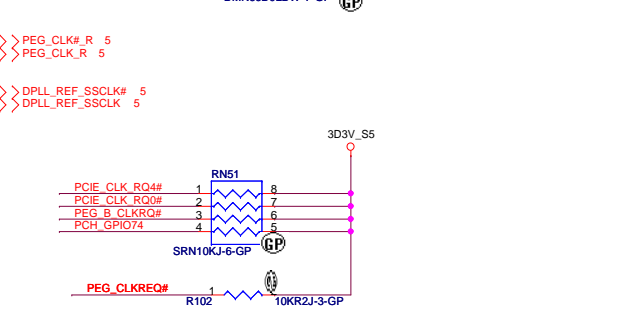 PEG_CLK#_R 5
PEG_CLK_R 5
DPLL_REF_SSCLK# 5
DPLL_REF_SSCLK 5
3D3V_S5
RN51
PCIE_CLK_RQ4# 1 8
PCIE_CLK_RQ0# 2 7
PEG_B_CLKRQ# 3 6
PCH_GPIO74 4 5
GP
SRN10KJ-6-GP
PEG_CLKREQ# 1
R102 10KR2J-3-GP